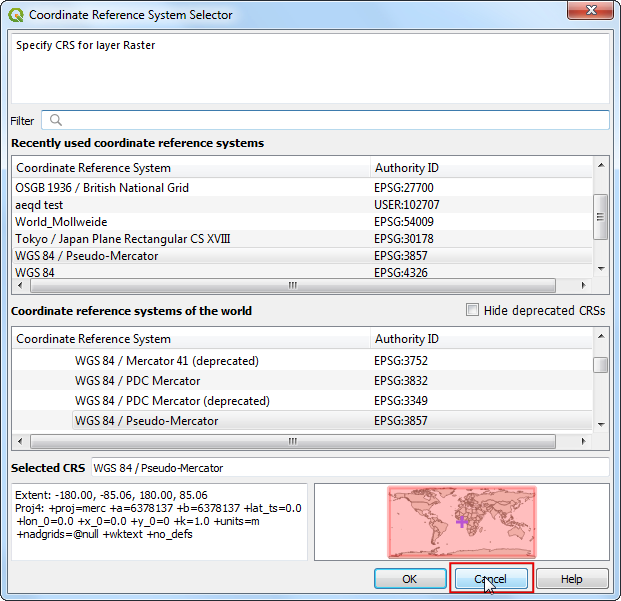 Coordinate Reference System Selector
Specify CRS for layer Raster
Filter
Recently used coordinate reference systems
Coordinate Reference System Authority ID
OSGB 1936 / British National Grid EPSG:27700
aeqd test USER:102707
World_Mollweide EPSG:54009
Tokyo / Japan Plane Rectangular CS XVIII EPSG:30178
WGS 84 / Pseudo-Mercator EPSG:3857
WGS 84 EPSG:4326
Coordinate reference systems of the world Hide deprecated CRSs
Coordinate Reference System Authority ID
WGS 84 / Mercator 41 (deprecated) EPSG:3752
WGS 84 / PDC Mercator EPSG:3832
WGS 84 / PDC Mercator (deprecated) EPSG:3349
WGS 84 / Pseudo-Mercator EPSG:3857
Selected CRS WGS 84 / Pseudo-Mercator
Extent: -180.00, -85.06, 180.00, 85.06
Proj4: +proj=merc +a=6378137 +b=6378137 +lat_ts=0.0
+lon_0=0.0 +x_0=0.0 +y_0=0 +k=1.0 +units=m
+nadgrids=@null +wktext +no_defs
OK Cancel Help